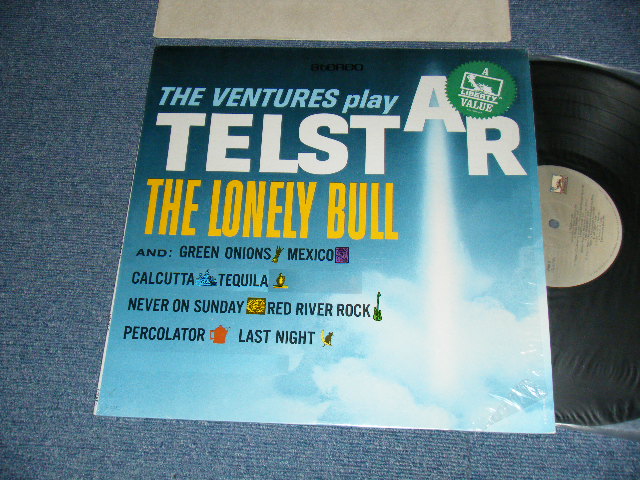 STEREO
THE VENTURES play
TELSTAR
A
LIBERTY
VALUE
THE LONELY BULL
AND: GREEN ONIONS MEXICO
CALCUTTA TEQUILA
NEVER ON SUNDAY RED RIVER ROCK
PERCOLATOR LAST NIGHT